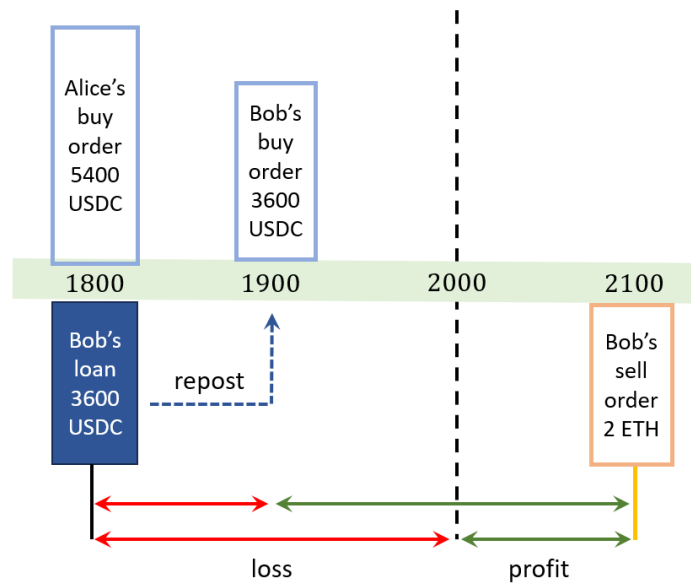 Alice’s
buy
order
5400
USDC
Bob’s
buy
order
3600
USDC
1800
1900
2000
2100
Bob’s
loan
3600
USDC
repost
Bob’s
sell
order
2 ETH
loss
profit